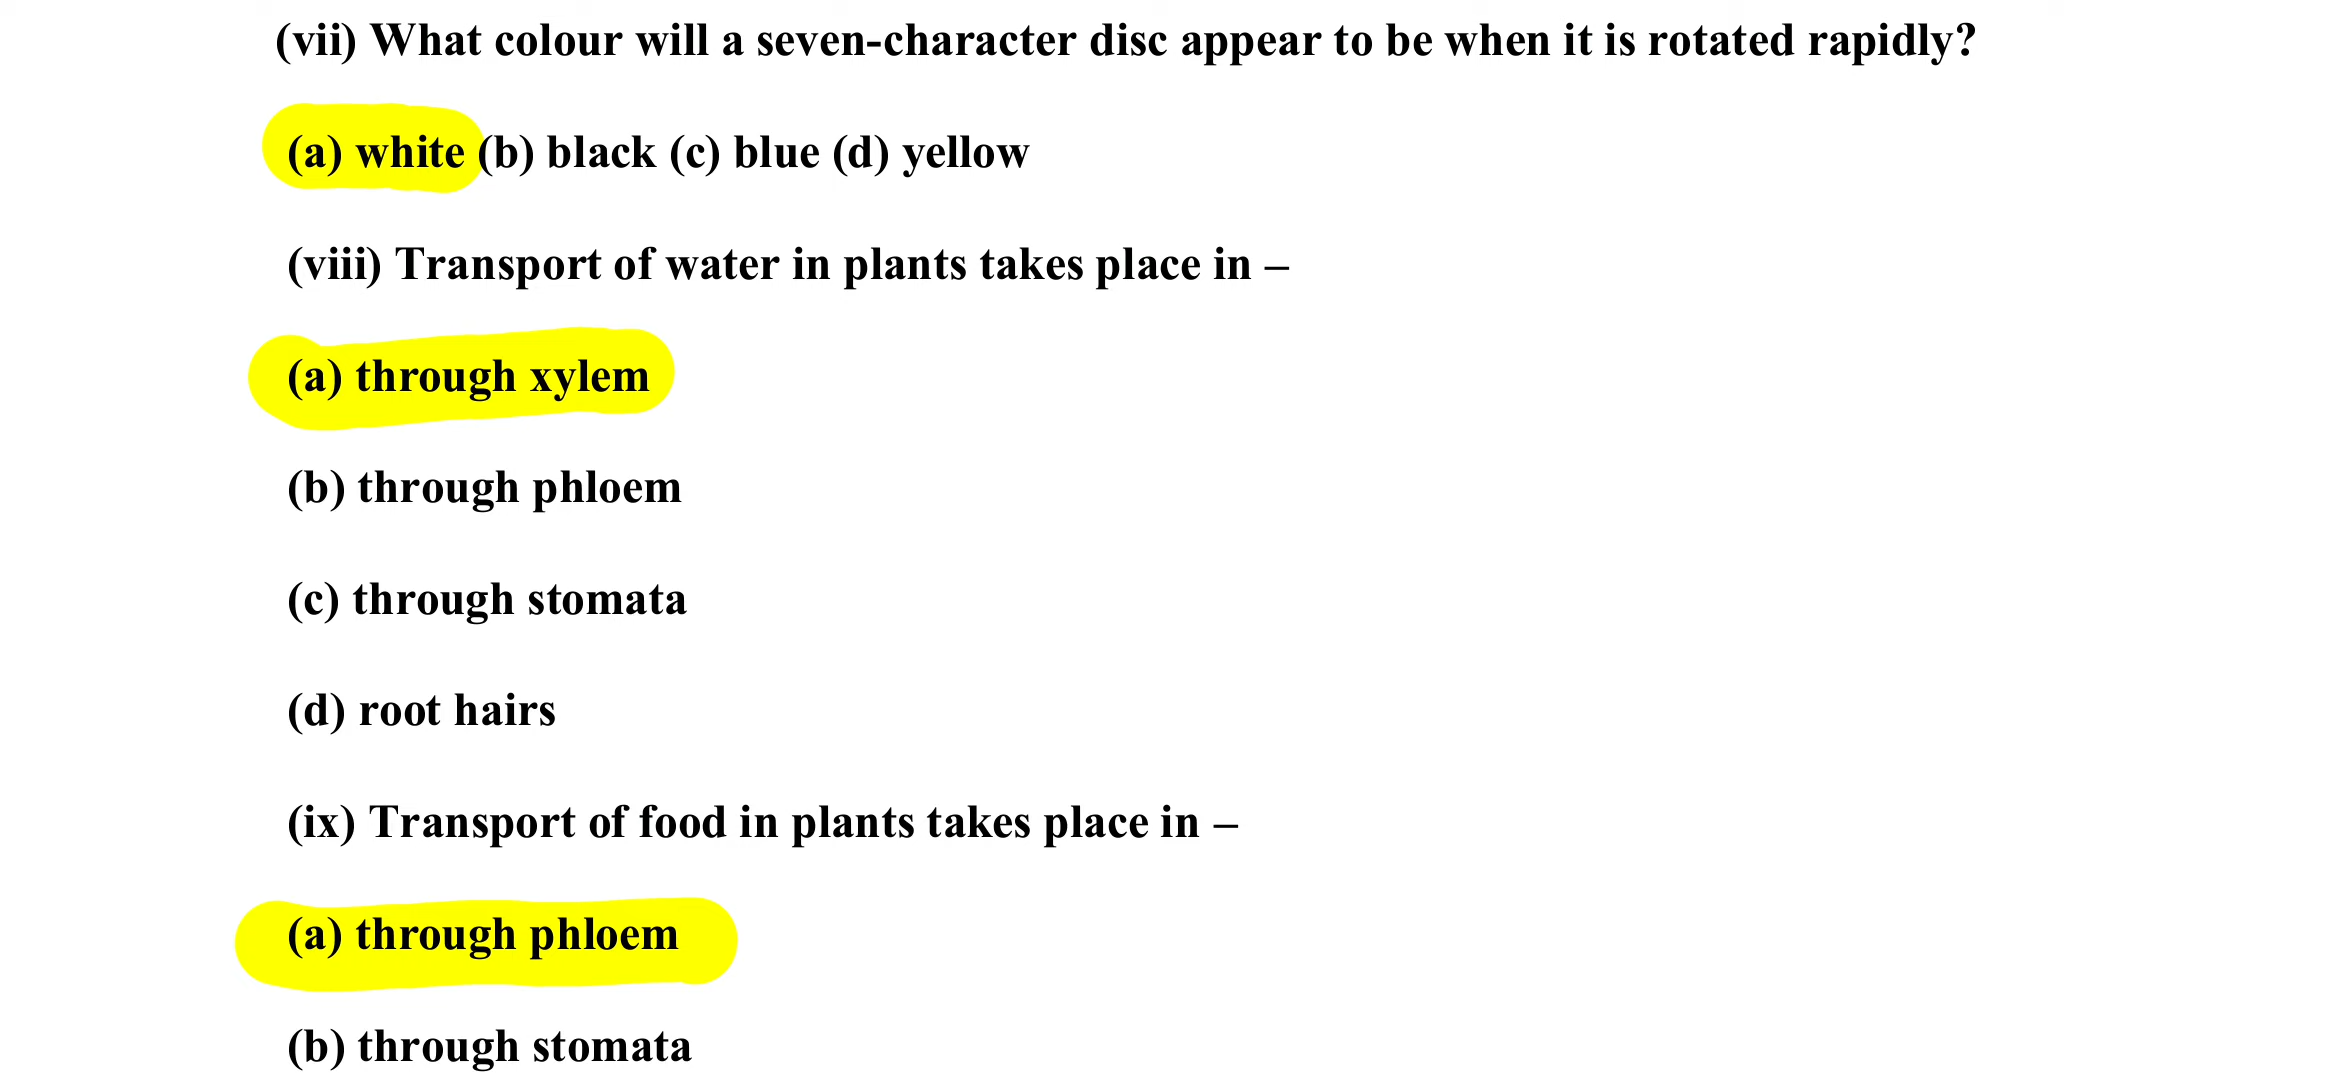 (vii) What colour will a seven-character disc appear to be when it is rotated rapidly?
(a) white (b) black (c) blue (d) yellow
(viii) Transport of water in plants takes place in –
(a) through xylem
(b) through phloem
(c) through stomata
(d) root hairs
(ix) Transport of food in plants takes place in –
(a) through phloem
(b) through stomata